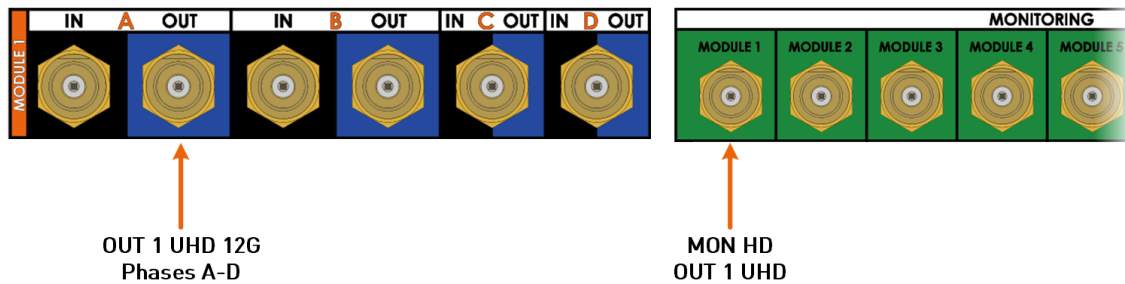 MODULE 1
IN A OUT
IN B OUT
IN C OUT
IN D OUT
MONITORING
MODULE 1
MODULE 2
MODULE 3
MODULE 4
MODULE 5
OUT 1 UHD 12G
Phases A-D
MON HD
OUT 1 UHD